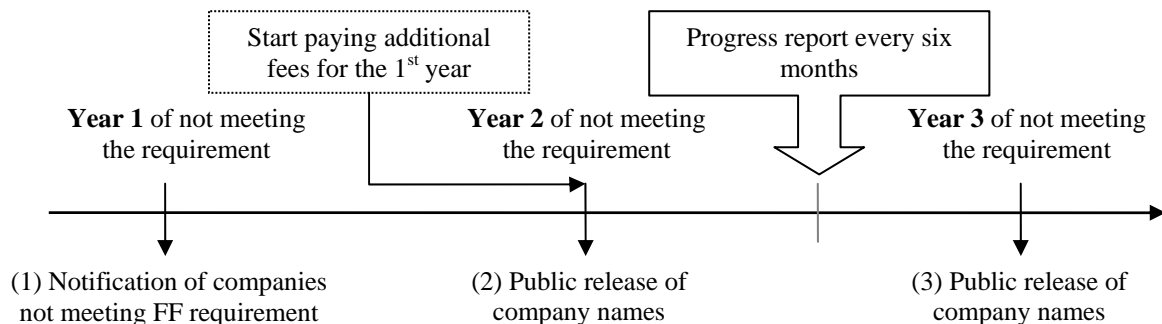 Start paying additional
fees for the 1st year
Progress report every six
months
Year 1 of not meeting
the requirement
Year 2 of not meeting
the requirement
Year 3 of not meeting
the requirement
(1) Notification of companies
not meeting FF requirement
(2) Public release of
company names
(3) Public release of
company names